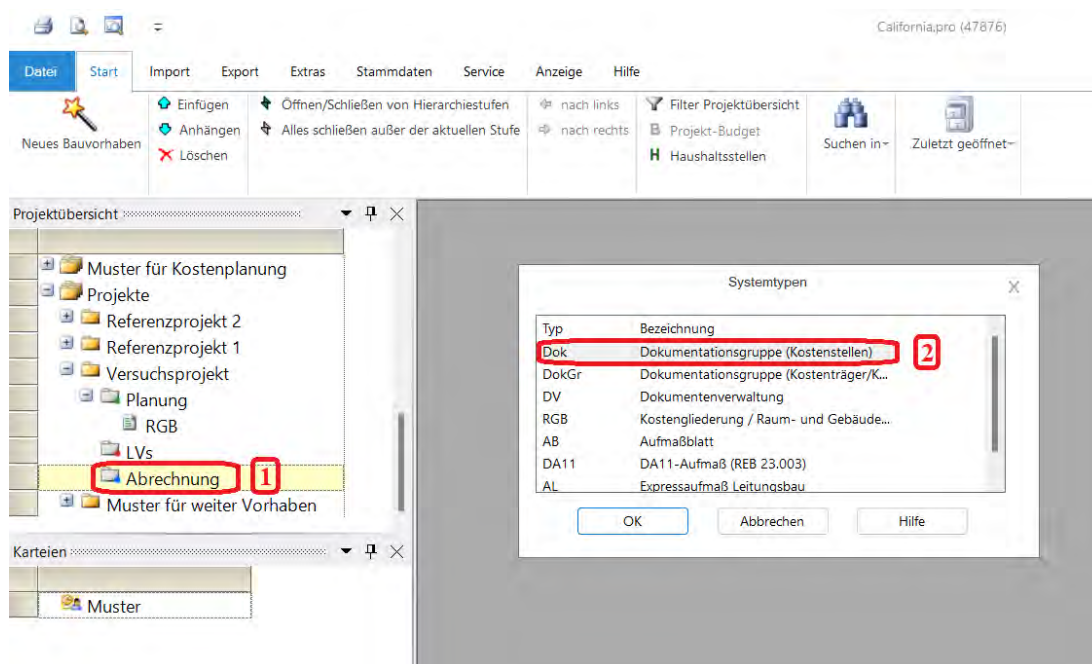 California.pro (47876)
Datei Start Import Export Extras Stammdaten Service Anzeige Hilfe
Neues Bauvorhaben
Einfügen
Anhängen
Löschen
Öffnen/Schließen von Hierarchiestufen
Alles schließen außer der aktuellen Stufe
nach links
nach rechts
Filter Projektübersicht
B Projekt-Budget
H Haushaltsstellen
Suchen in
Zuletzt geöffnet
Projektübersicht
Muster für Kostenplanung
Projekte
Referenzprojekt 2
Referenzprojekt 1
Versuchsprojekt
Planung
RGB
LVs
Abrechnung 1
Muster für weiter Vorhaben
Karteien
Muster
Systemtypen
Typ Bezeichnung
Dok Dokumentationsgruppe (Kostenstellen) 2
DokGr Dokumentationsgruppe (Kostenträger/K...
DV Dokumentenverwaltung
RGB Kostengliederung / Raum- und Gebäude...
AB Aufmaßblatt
DA11 DA11-Aufmaß (REB 23.003)
AL Expressaufmaß Leitungsbau
OK Abbrechen Hilfe